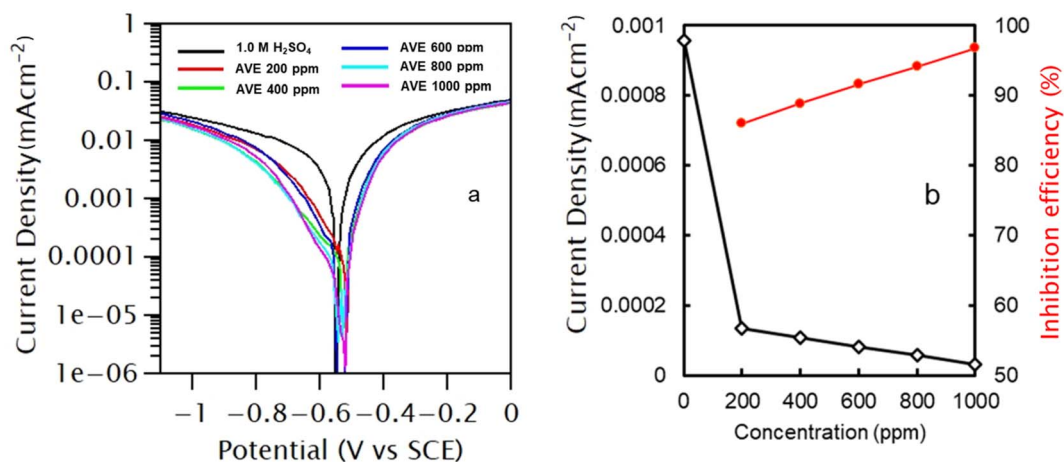 Current Density(mAcm⁻²)
1
0.1
0.01
0.001
0.0001
1e-05
1e-06
1.0 M H₂SO₄
AVE 200 ppm
AVE 400 ppm
AVE 600 ppm
AVE 800 ppm
AVE 1000 ppm
a
−1 −0.8 −0.6 −0.4 −0.2 0
Potential (V vs SCE)
Current Density(mAcm⁻²)
0.001
0.0008
0.0006
0.0004
0.0002
0
b
0 200 400 600 800 1000
Concentration (ppm)
100
90
80
70
60
50
Inhibition efficiency (%)